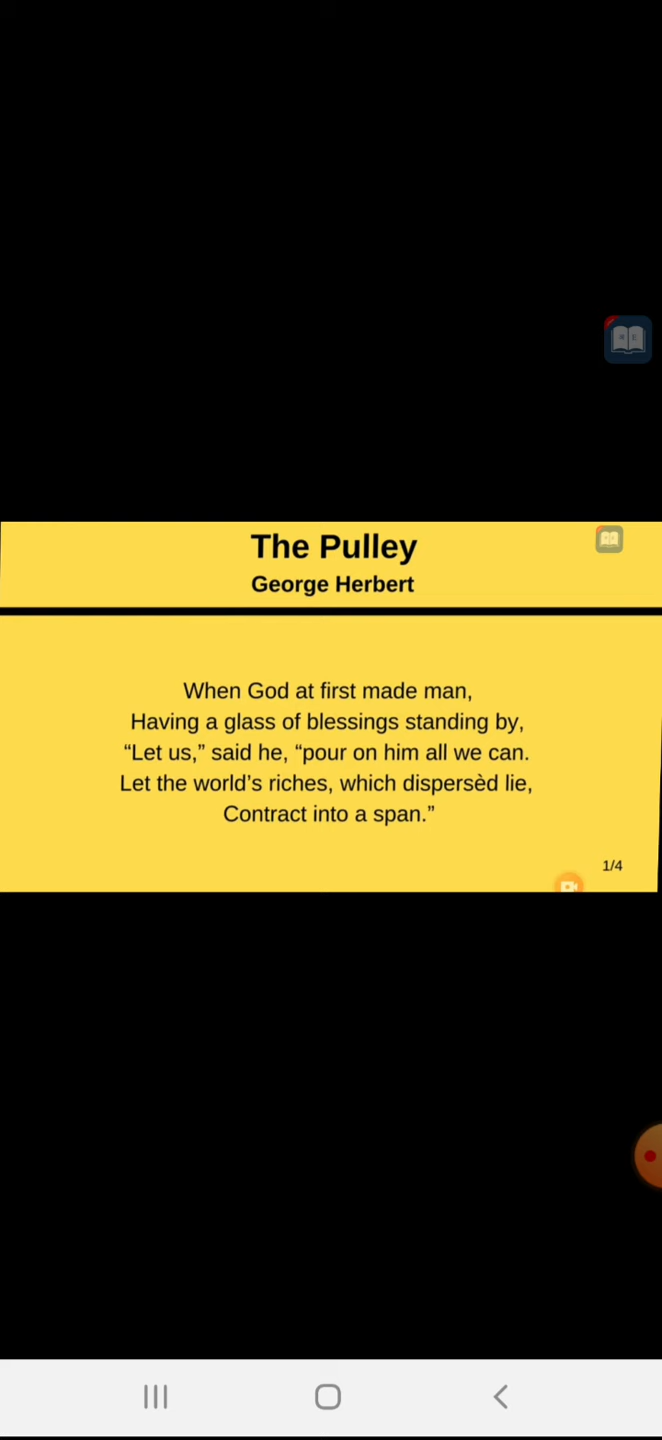 The Pulley
George Herbert
When God at first made man,
Having a glass of blessings standing by,
“Let us,” said he, “pour on him all we can.
Let the world’s riches, which dispersèd lie,
Contract into a span.”
1/4